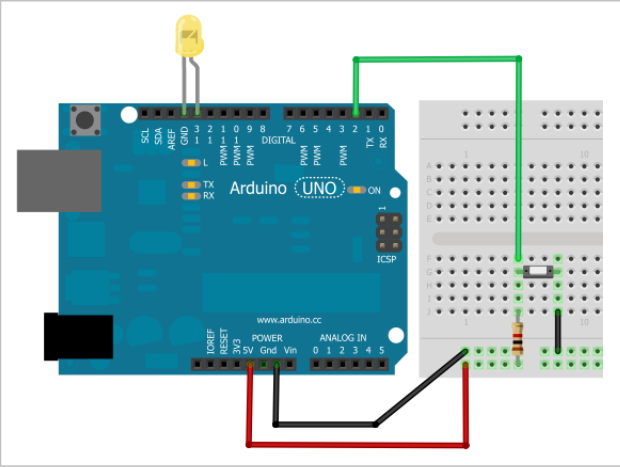 SCL
SDA
AREF
GND
13
12
PWM 11
PWM 10
PWM 9
8
DIGITAL
7
PWM 6
PWM 5
4
PWM 3
2
TX 1
RX 0
L
TX
RX
Arduino UNO
ON
1
ICSP
www.arduino.cc
POWER
ANALOG IN
IOREF
RESET
3V3
5V Gnd Vin
0 1 2 3 4 5
1 10
A
B
C
D
E
F
G
H
I
J
1 10